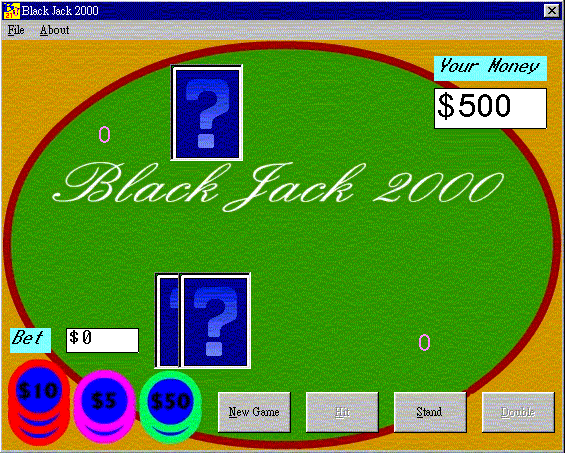 Black Jack 2000
File About
Your Money
$500
0
?
Black Jack 2000
?
0
Bet $0
$10 $5 $50
New Game Hit Stand Double